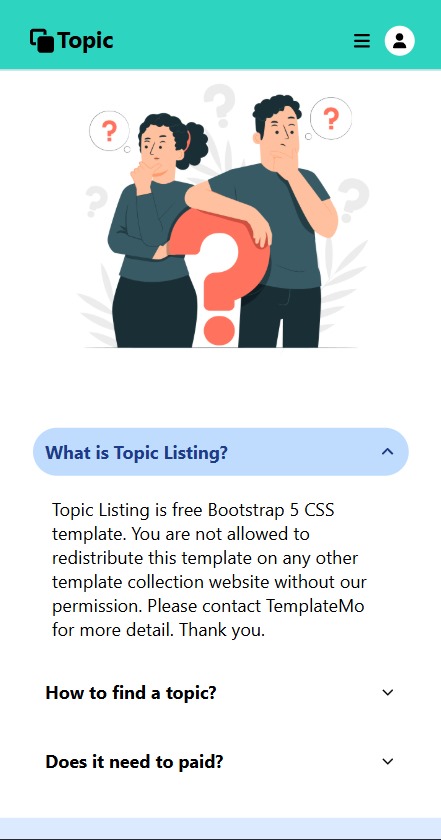 Topic
What is Topic Listing?
Topic Listing is free Bootstrap 5 CSS
template. You are not allowed to
redistribute this template on any other
template collection website without our
permission. Please contact TemplateMo
for more detail. Thank you.
How to find a topic?
Does it need to paid?